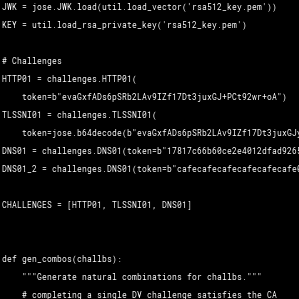 JWK = jose.JWK.load(util.load_vector('rsa512_key.pem'))
KEY = util.load_rsa_private_key('rsa512_key.pem')
# Challenges
HTTP01 = challenges.HTTP01(
token=b"evaGxfADs6pSRb2LAv9IZf17Dt3juxGJ+PCt92wr+oA")
TLSSNI01 = challenges.TLSSNI01(
token=jose.b64decode(b"evaGxfADs6pSRb2LAv9IZf17Dt3juxGJy
DNS01 = challenges.DNS01(token=b"17817c66b60ce2e4012dfad9265
DNS01_2 = challenges.DNS01(token=b"cafecafecafecafecafecafe0
CHALLENGES = [HTTP01, TLSSNI01, DNS01]
def gen_combos(challbs):
"""Generate natural combinations for challbs."""
# completing a single DV challenge satisfies the CA